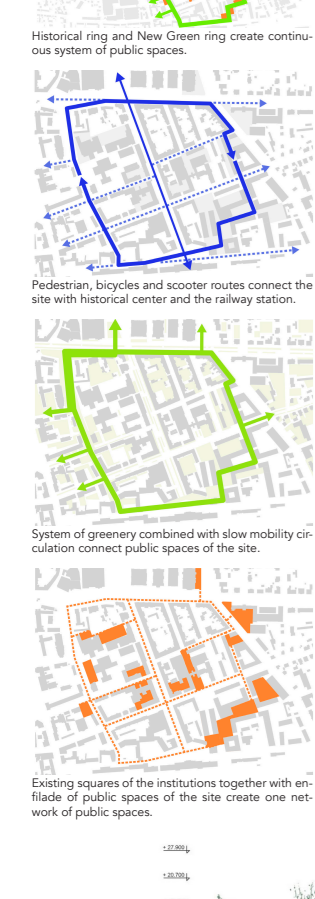 Historical ring and New Green ring create continu-
ous system of public spaces.
Pedestrian, bicycles and scooter routes connect the
site with historical center and the railway station.
System of greenery combined with slow mobility cir-
culation connect public spaces of the site.
Existing squares of the institutions together with en-
filade of public spaces of the site create one net-
work of public spaces.
+ 27,900
+ 20,700